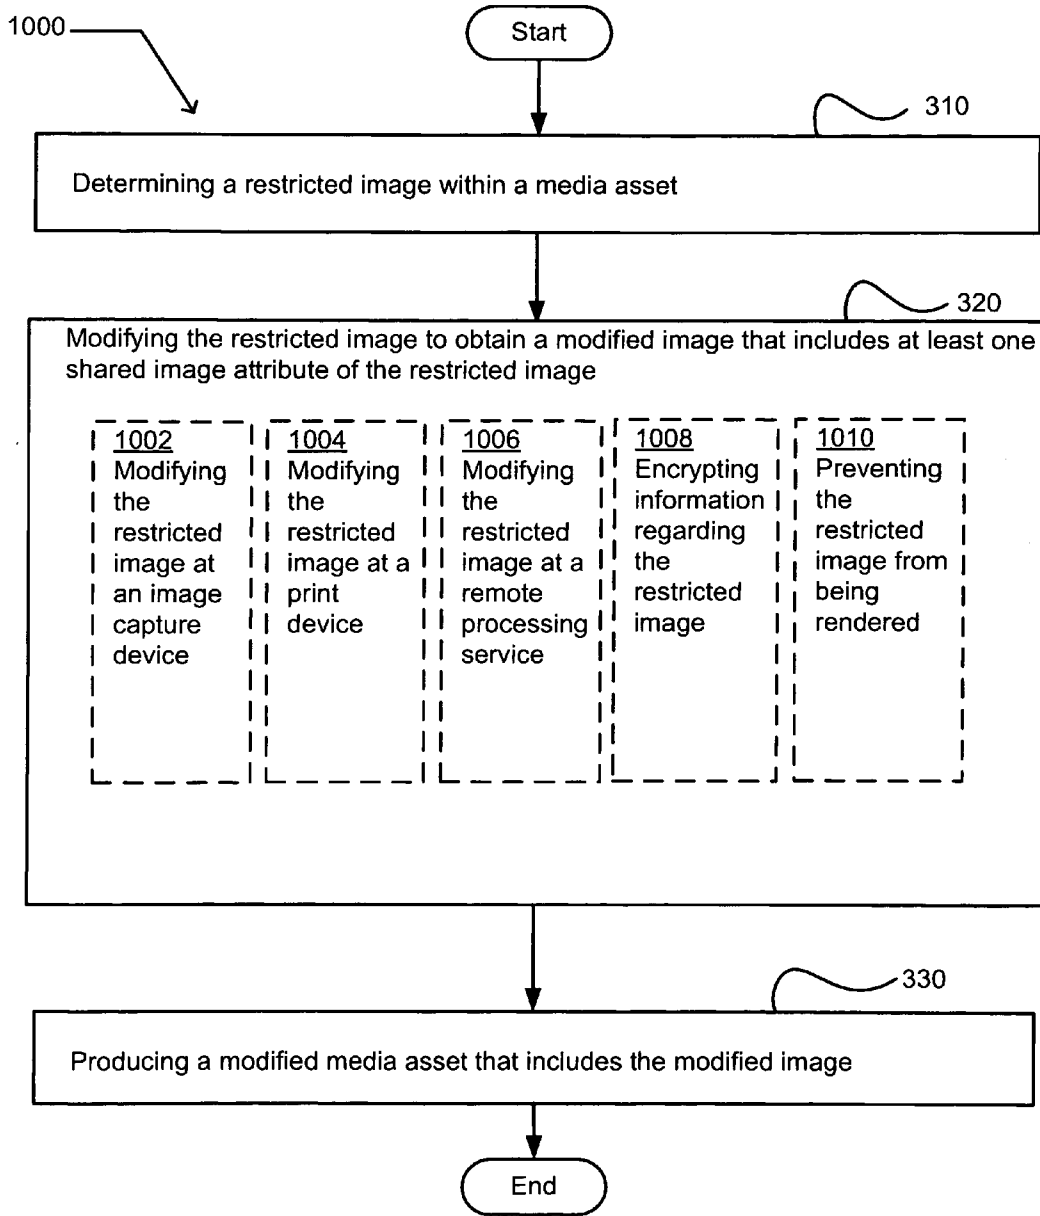 1000
Start
310
Determining a restricted image within a media asset
320
Modifying the restricted image to obtain a modified image that includes at least one
shared image attribute of the restricted image
1002
Modifying
the
restricted
image at
an image
capture
device
1004
Modifying
the
restricted
image at a
print
device
1006
Modifying
the
restricted
image at a
remote
processing
service
1008
Encrypting
information
regarding
the
restricted
image
1010
Preventing
the
restricted
image from
being
rendered
330
Producing a modified media asset that includes the modified image
End